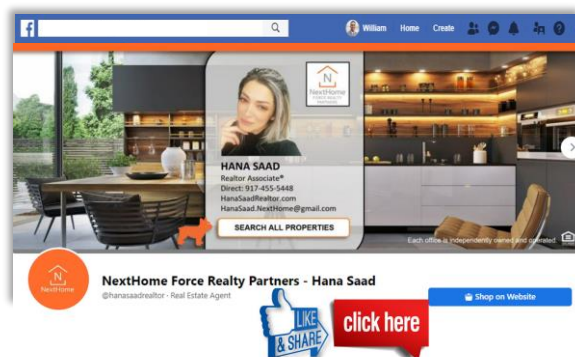 f
William Home Create
N
NextHome
FORCE REALTY
PARTNERS
HANA SAAD
Realtor Associate®
Direct: 917-455-5448
HanaSaadRealtor.com
HanaSaad.NextHome@gmail.com
SEARCH ALL PROPERTIES
Each office is independently owned and operated.
N
NextHome
NextHome Force Realty Partners - Hana Saad
@hanasaadrealtor · Real Estate Agent
Shop on Website
LIKE
& SHARE
click here